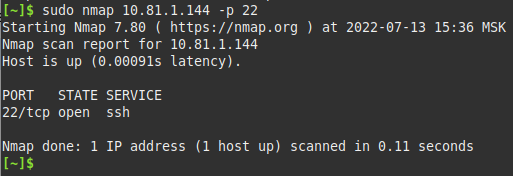 [~]$ sudo nmap 10.81.1.144 -p 22
Starting Nmap 7.80 ( https://nmap.org ) at 2022-07-13 15:36 MSK
Nmap scan report for 10.81.1.144
Host is up (0.00091s latency).

PORT   STATE SERVICE
22/tcp open  ssh

Nmap done: 1 IP address (1 host up) scanned in 0.11 seconds
[~]$